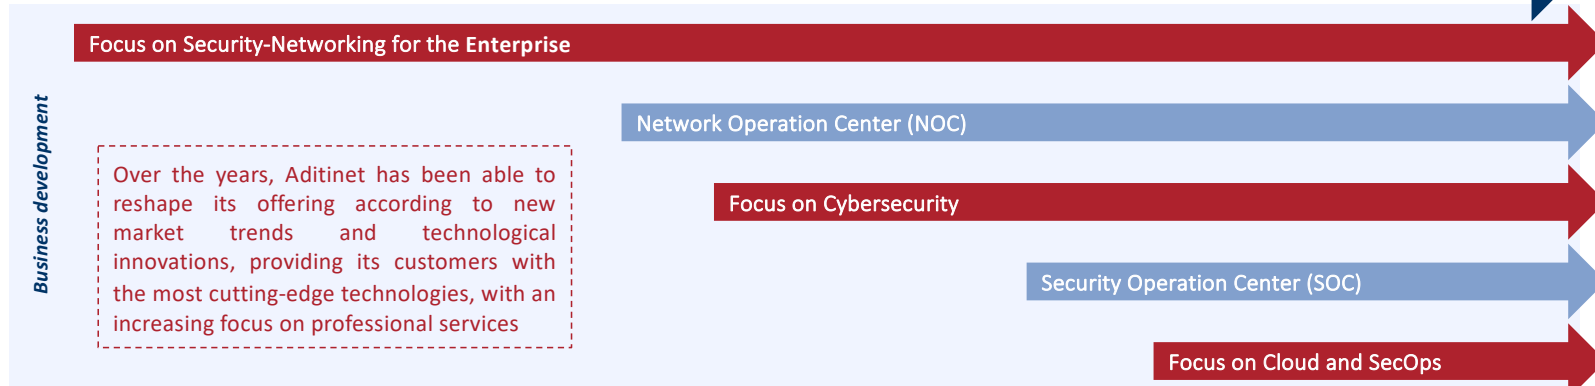 Focus on Security-Networking for the Enterprise
Business development
Network Operation Center (NOC)
Over the years, Aditinet has been able to
reshape its offering according to new
market trends and technological
innovations, providing its customers with
the most cutting-edge technologies, with an
increasing focus on professional services
Focus on Cybersecurity
Security Operation Center (SOC)
Focus on Cloud and SecOps